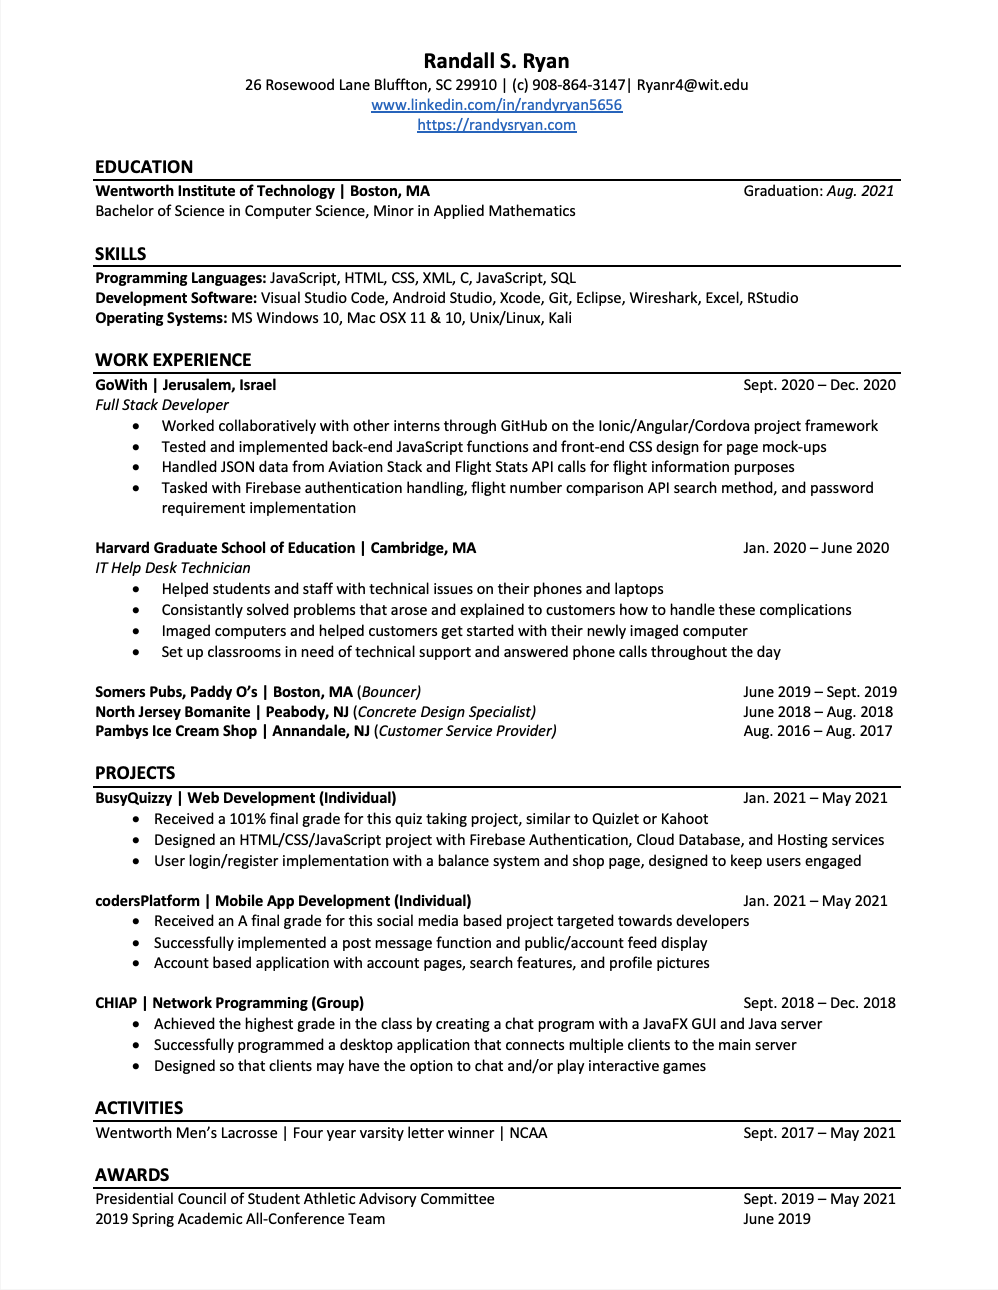 Randall S. Ryan
26 Rosewood Lane Bluffton, SC 29910 | (c) 908-864-3147| Ryanr4@wit.edu
www.linkedin.com/in/randyryan5656
https://randysryan.com
EDUCATION
Wentworth Institute of Technology | Boston, MA Graduation: Aug. 2021
Bachelor of Science in Computer Science, Minor in Applied Mathematics
SKILLS
Programming Languages: JavaScript, HTML, CSS, XML, C, JavaScript, SQL
Development Software: Visual Studio Code, Android Studio, Xcode, Git, Eclipse, Wireshark, Excel, RStudio
Operating Systems: MS Windows 10, Mac OSX 11 & 10, Unix/Linux, Kali
WORK EXPERIENCE
GoWith | Jerusalem, Israel Sept. 2020 – Dec. 2020
Full Stack Developer
• Worked collaboratively with other interns through GitHub on the Ionic/Angular/Cordova project framework
• Tested and implemented back-end JavaScript functions and front-end CSS design for page mock-ups
• Handled JSON data from Aviation Stack and Flight Stats API calls for flight information purposes
• Tasked with Firebase authentication handling, flight number comparison API search method, and password
requirement implementation
Harvard Graduate School of Education | Cambridge, MA Jan. 2020 – June 2020
IT Help Desk Technician
• Helped students and staff with technical issues on their phones and laptops
• Consistantly solved problems that arose and explained to customers how to handle these complications
• Imaged computers and helped customers get started with their newly imaged computer
• Set up classrooms in need of technical support and answered phone calls throughout the day
Somers Pubs, Paddy O's | Boston, MA (Bouncer) June 2019 – Sept. 2019
North Jersey Bomanite | Peabody, NJ (Concrete Design Specialist) June 2018 – Aug. 2018
Pambys Ice Cream Shop | Annandale, NJ (Customer Service Provider) Aug. 2016 – Aug. 2017
PROJECTS
BusyQuizzy | Web Development (Individual) Jan. 2021 – May 2021
• Received a 101% final grade for this quiz taking project, similar to Quizlet or Kahoot
• Designed an HTML/CSS/JavaScript project with Firebase Authentication, Cloud Database, and Hosting services
• User login/register implementation with a balance system and shop page, designed to keep users engaged
codersPlatform | Mobile App Development (Individual) Jan. 2021 – May 2021
• Received an A final grade for this social media based project targeted towards developers
• Successfully implemented a post message function and public/account feed display
• Account based application with account pages, search features, and profile pictures
CHIAP | Network Programming (Group) Sept. 2018 – Dec. 2018
• Achieved the highest grade in the class by creating a chat program with a JavaFX GUI and Java server
• Successfully programmed a desktop application that connects multiple clients to the main server
• Designed so that clients may have the option to chat and/or play interactive games
ACTIVITIES
Wentworth Men's Lacrosse | Four year varsity letter winner | NCAA Sept. 2017 – May 2021
AWARDS
Presidential Council of Student Athletic Advisory Committee Sept. 2019 – May 2021
2019 Spring Academic All-Conference Team June 2019